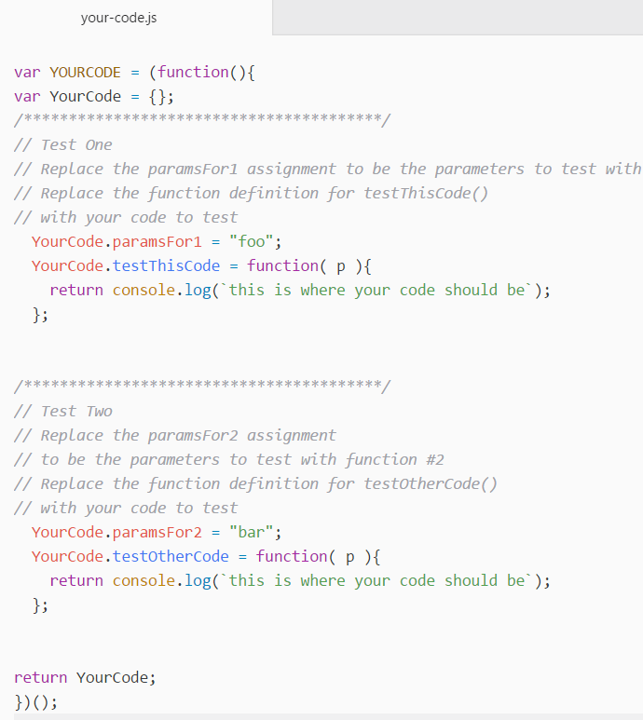 your-code.js
var YOURCODE = (function(){
var YourCode = {};
/****************************************/
// Test One
// Replace the paramsFor1 assignment to be the parameters to test with
// Replace the function definition for testThisCode()
// with your code to test
  YourCode.paramsFor1 = "foo";
  YourCode.testThisCode = function( p ){
    return console.log(`this is where your code should be`);
  };
/****************************************/
// Test Two
// Replace the paramsFor2 assignment
// to be the parameters to test with function #2
// Replace the function definition for testOtherCode()
// with your code to test
  YourCode.paramsFor2 = "bar";
  YourCode.testOtherCode = function( p ){
    return console.log(`this is where your code should be`);
  };
return YourCode;
})();